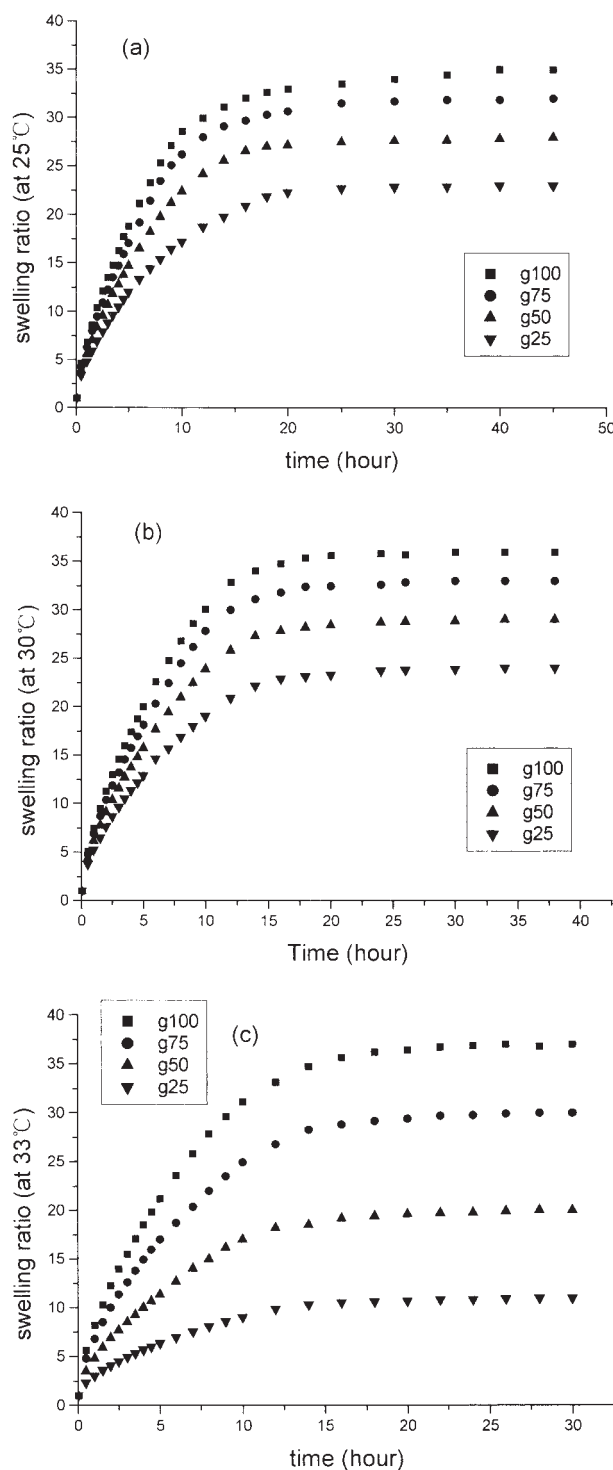 (a)
swelling ratio (at 25℃)
40
35
30
25
20
15
10
5
0
g100
g75
g50
g25
0 10 20 30 40 50
time (hour)
(b)
swelling ratio (at 30℃)
40
35
30
25
20
15
10
5
0
g100
g75
g50
g25
0 5 10 15 20 25 30 35 40
Time (hour)
g100
g75
g50
g25
(c)
swelling ratio (at 33℃)
40
35
30
25
20
15
10
5
0
0 5 10 15 20 25 30
time (hour)